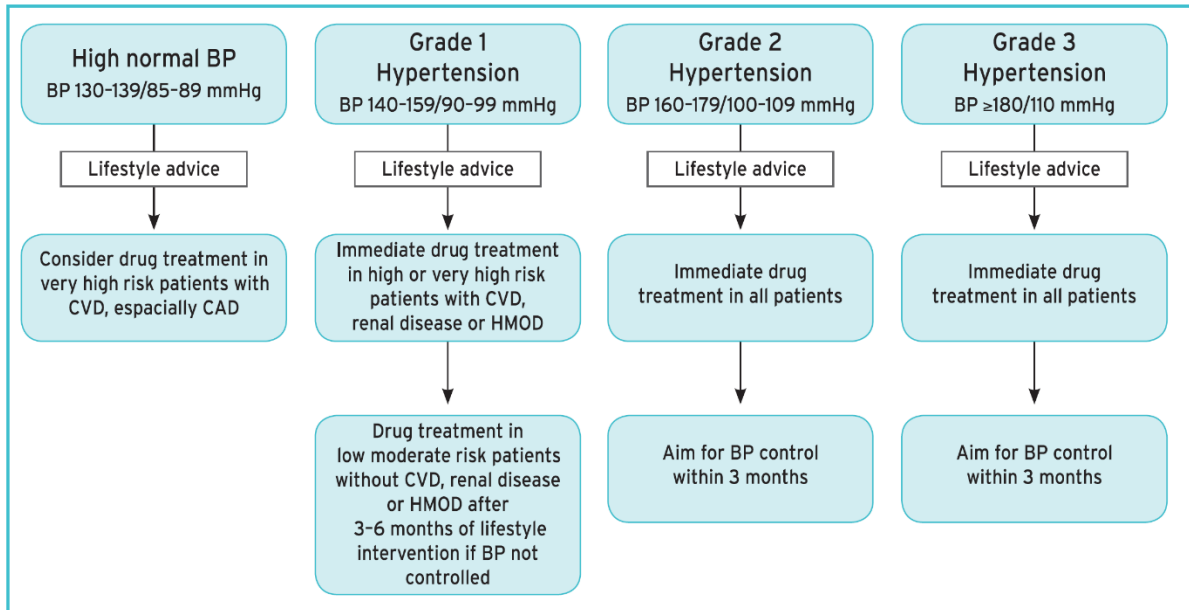 High normal BP
BP 130-139/85-89 mmHg
Lifestyle advice
Consider drug treatment in
very high risk patients with
CVD, espacially CAD
Grade 1
Hypertension
BP 140-159/90-99 mmHg
Lifestyle advice
Immediate drug treatment
in high or very high risk
patients with CVD,
renal disease or HMOD
Drug treatment in
low moderate risk patients
without CVD, renal disease
or HMOD after
3-6 months of lifestyle
intervention if BP not
controlled
Grade 2
Hypertension
BP 160-179/100-109 mmHg
Lifestyle advice
Immediate drug
treatment in all patients
Aim for BP control
within 3 months
Grade 3
Hypertension
BP ≥180/110 mmHg
Lifestyle advice
Immediate drug
treatment in all patients
Aim for BP control
within 3 months